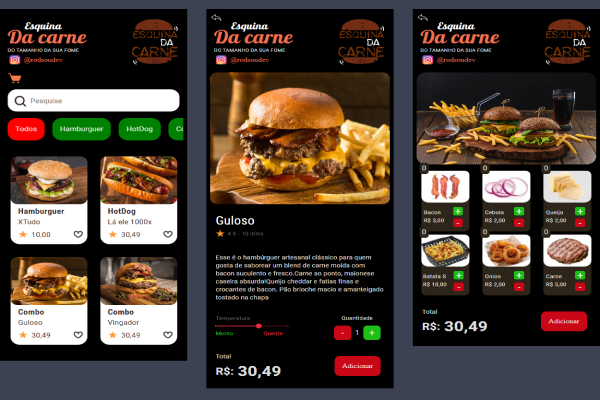 Esquina
Da carne
DO TAMANHO DA SUA FOME
@rodsoudev
ESQUINA
DA
CARNE
Pesquise
Todos
Hamburguer
HotDog
Co
Hamburguer
XTudo
10,00
HotDog
Lá ele 1000x
30,49
Combo
Guloso
30,49
Combo
Vingador
30,49
Esquina
Da carne
DO TAMANHO DA SUA FOME
@rodsoudev
ESQUINA
DA
CARNE
Guloso
4.9 - 10 mins
Esse é o hambúrguer artesanal clássico para quem
gosta de saborear um blend de carne moída com
bacon suculento e fresco.Carne ao ponto, maionese
caseira absurda!Queijo cheddar e fatias finas e
crocantes de bacon. Pão brioche macio e amanteigado
tostado na chapa
Temperatura
Morno
Quente
Quantidade
- 1 +
Total
R$: 30,49
Adicionar
Esquina
Da carne
DO TAMANHO DA SUA FOME
@rodsoudev
ESQUINA
DA
CARNE
0 0 0
Bacon +
R$ 3,00 -
Cebola +
R$ 2,00 -
Queijo +
R$ 2,00 -
0 0 0
Batata S +
R$ 10,00 -
Onion +
R$ 2,00 -
Carne +
R$ 5,00 -
Total
R$: 30,49
Adicionar